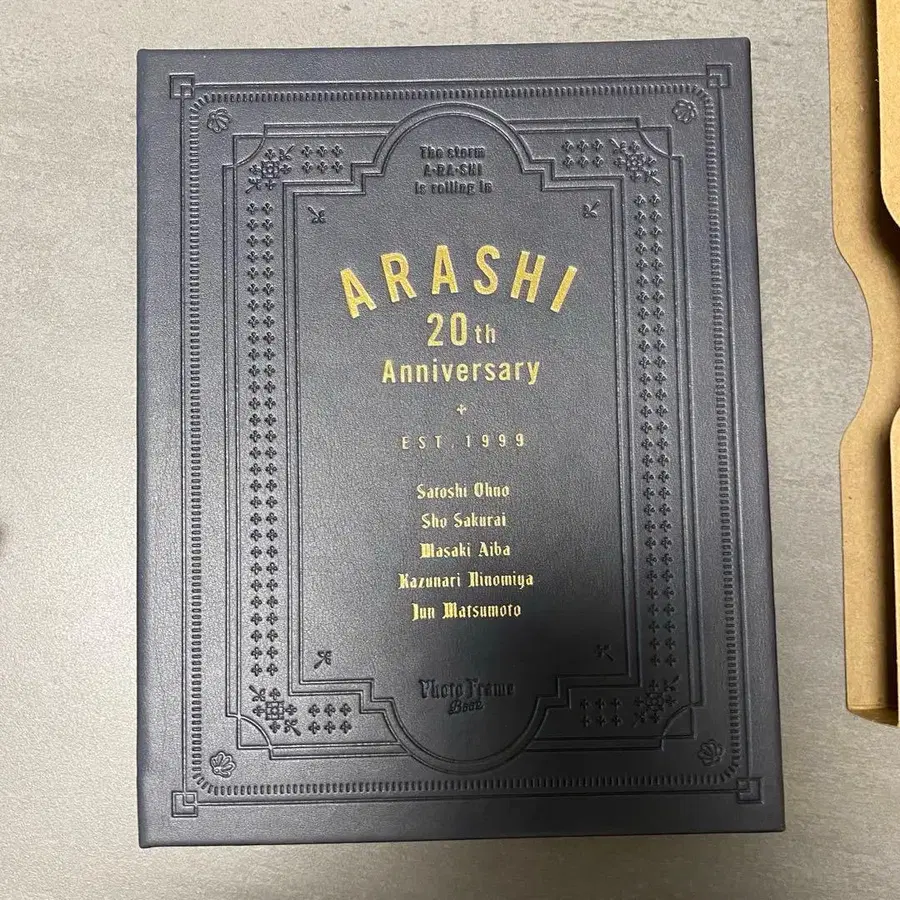 The storm
A·RA·SHI
is rolling in
ARASHI
20th
Anniversary
EST. 1999
Satoshi Ohno
Sho Sakurai
Masaki Aiba
Kazunari Ninomiya
Jun Matsumoto
Photo Frame
Book